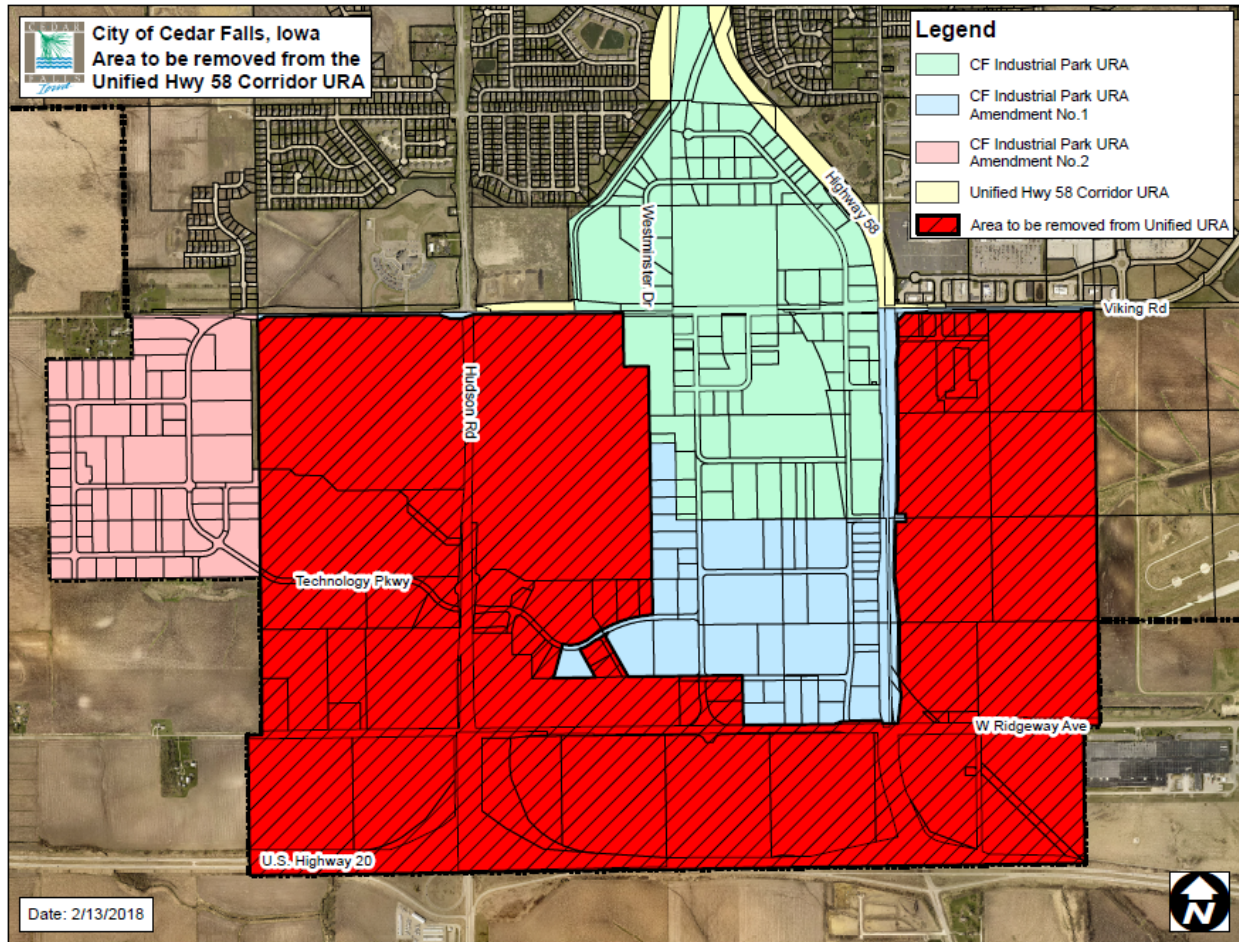 CEDAR
FALLS
Iowa
City of Cedar Falls, Iowa
Area to be removed from the
Unified Hwy 58 Corridor URA
Legend
CF Industrial Park URA
CF Industrial Park URA
Amendment No.1
CF Industrial Park URA
Amendment No.2
Unified Hwy 58 Corridor URA
Area to be removed from Unified URA
Highway 58
Westminster Dr
Viking Rd
Hudson Rd
Technology Pkwy
W Ridgeway Ave
U.S. Highway 20
Date: 2/13/2018
N